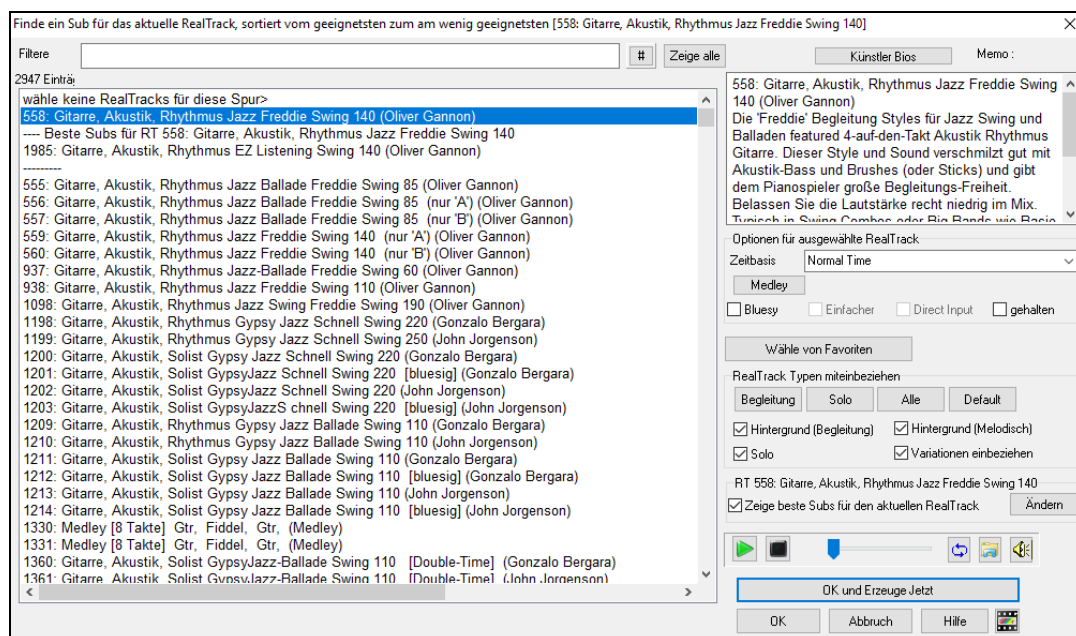 Finde ein Sub für das aktuelle RealTrack, sortiert vom geeignetsten zum am wenig geeignetsten [558: Gitarre, Akustik, Rhythmus Jazz Freddie Swing 140]
Filtere
#
Zeige alle
2947 Einträ
wähle keine RealTracks für diese Spur>
558: Gitarre, Akustik, Rhythmus Jazz Freddie Swing 140 (Oliver Gannon)
---- Beste Subs für RT 558: Gitarre, Akustik, Rhythmus Jazz Freddie Swing 140
1985: Gitarre, Akustik, Rhythmus EZ Listening Swing 140 (Oliver Gannon)
---------
555: Gitarre, Akustik, Rhythmus Jazz Ballade Freddie Swing 85 (Oliver Gannon)
556: Gitarre, Akustik, Rhythmus Jazz Ballade Freddie Swing 85 (nur 'A') (Oliver Gannon)
557: Gitarre, Akustik, Rhythmus Jazz Ballade Freddie Swing 85 (nur 'B') (Oliver Gannon)
559: Gitarre, Akustik, Rhythmus Jazz Freddie Swing 140 (nur 'A') (Oliver Gannon)
560: Gitarre, Akustik, Rhythmus Jazz Freddie Swing 140 (nur 'B') (Oliver Gannon)
937: Gitarre, Akustik, Rhythmus Jazz-Ballade Freddie Swing 60 (Oliver Gannon)
938: Gitarre, Akustik, Rhythmus Jazz Freddie Swing 110 (Oliver Gannon)
1098: Gitarre, Akustik, Rhythmus Jazz Swing Freddie Swing 190 (Oliver Gannon)
1198: Gitarre, Akustik, Rhythmus Gypsy Jazz Schnell Swing 220 (Gonzalo Bergara)
1199: Gitarre, Akustik, Rhythmus Gypsy Jazz Schnell Swing 250 (John Jorgenson)
1200: Gitarre, Akustik, Solist Gypsy Jazz Schnell Swing 220 (Gonzalo Bergara)
1201: Gitarre, Akustik, Solist GypsyJazz Schnell Swing 220 [bluesig] (Gonzalo Bergara)
1202: Gitarre, Akustik, Solist GypsyJazz Schnell Swing 220 (John Jorgenson)
1203: Gitarre, Akustik, Solist GypsyJazzS chnell Swing 220 [bluesig] (John Jorgenson)
1209: Gitarre, Akustik, Rhythmus Gypsy Jazz Ballade Swing 110 (Gonzalo Bergara)
1210: Gitarre, Akustik, Rhythmus Gypsy Jazz Ballade Swing 110 (John Jorgenson)
1211: Gitarre, Akustik, Solist Gypsy Jazz Ballade Swing 110 (Gonzalo Bergara)
1212: Gitarre, Akustik, Solist Gypsy Jazz Ballade Swing 110 [bluesig] (Gonzalo Bergara)
1213: Gitarre, Akustik, Solist Gypsy Jazz Ballade Swing 110 (John Jorgenson)
1214: Gitarre, Akustik, Solist Gypsy Jazz Ballade Swing 110 [bluesig] (John Jorgenson)
1330: Medley [8 Takte] Gtr, Fiddel, Gtr, (Medley)
1331: Medley [8 Takte] Gtr, Fiddel, Gtr, (Medley)
1360: Gitarre, Akustik, Solist GypsyJazz-Ballade Swing 110 [Double-Time] (Gonzalo Bergara)
1361: Gitarre, Akustik, Solist GypsyJazz-Ballade Swing 110 [Double-Time] (John Jorgenson)
Künstler Bios
Memo :
558: Gitarre, Akustik, Rhythmus Jazz Freddie Swing
140 (Oliver Gannon)
Die 'Freddie' Begleitung Styles für Jazz Swing und
Balladen featured 4-auf-den-Takt Akustik Rhythmus
Gitarre. Dieser Style und Sound verschmilzt gut mit
Akustik-Bass und Brushes (oder Sticks) und gibt
dem Pianospieler große Begleitungs-Freiheit.
Belassen Sie die Lautstärke recht niedrig im Mix.
Typisch in Swing Combos oder Big Bands wie Basie
Optionen für ausgewählte RealTrack
Zeitbasis
Normal Time
Medley
Bluesy
Einfacher
Direct Input
gehalten
Wähle von Favoriten
RealTrack Typen miteinbeziehen
Begleitung
Solo
Alle
Default
Hintergrund (Begleitung)
Hintergrund (Melodisch)
Solo
Variationen einbeziehen
RT 558: Gitarre, Akustik, Rhythmus Jazz Freddie Swing 140
Zeige beste Subs für den aktuellen RealTrack
Ändern
OK und Erzeuge Jetzt
OK
Abbruch
Hilfe